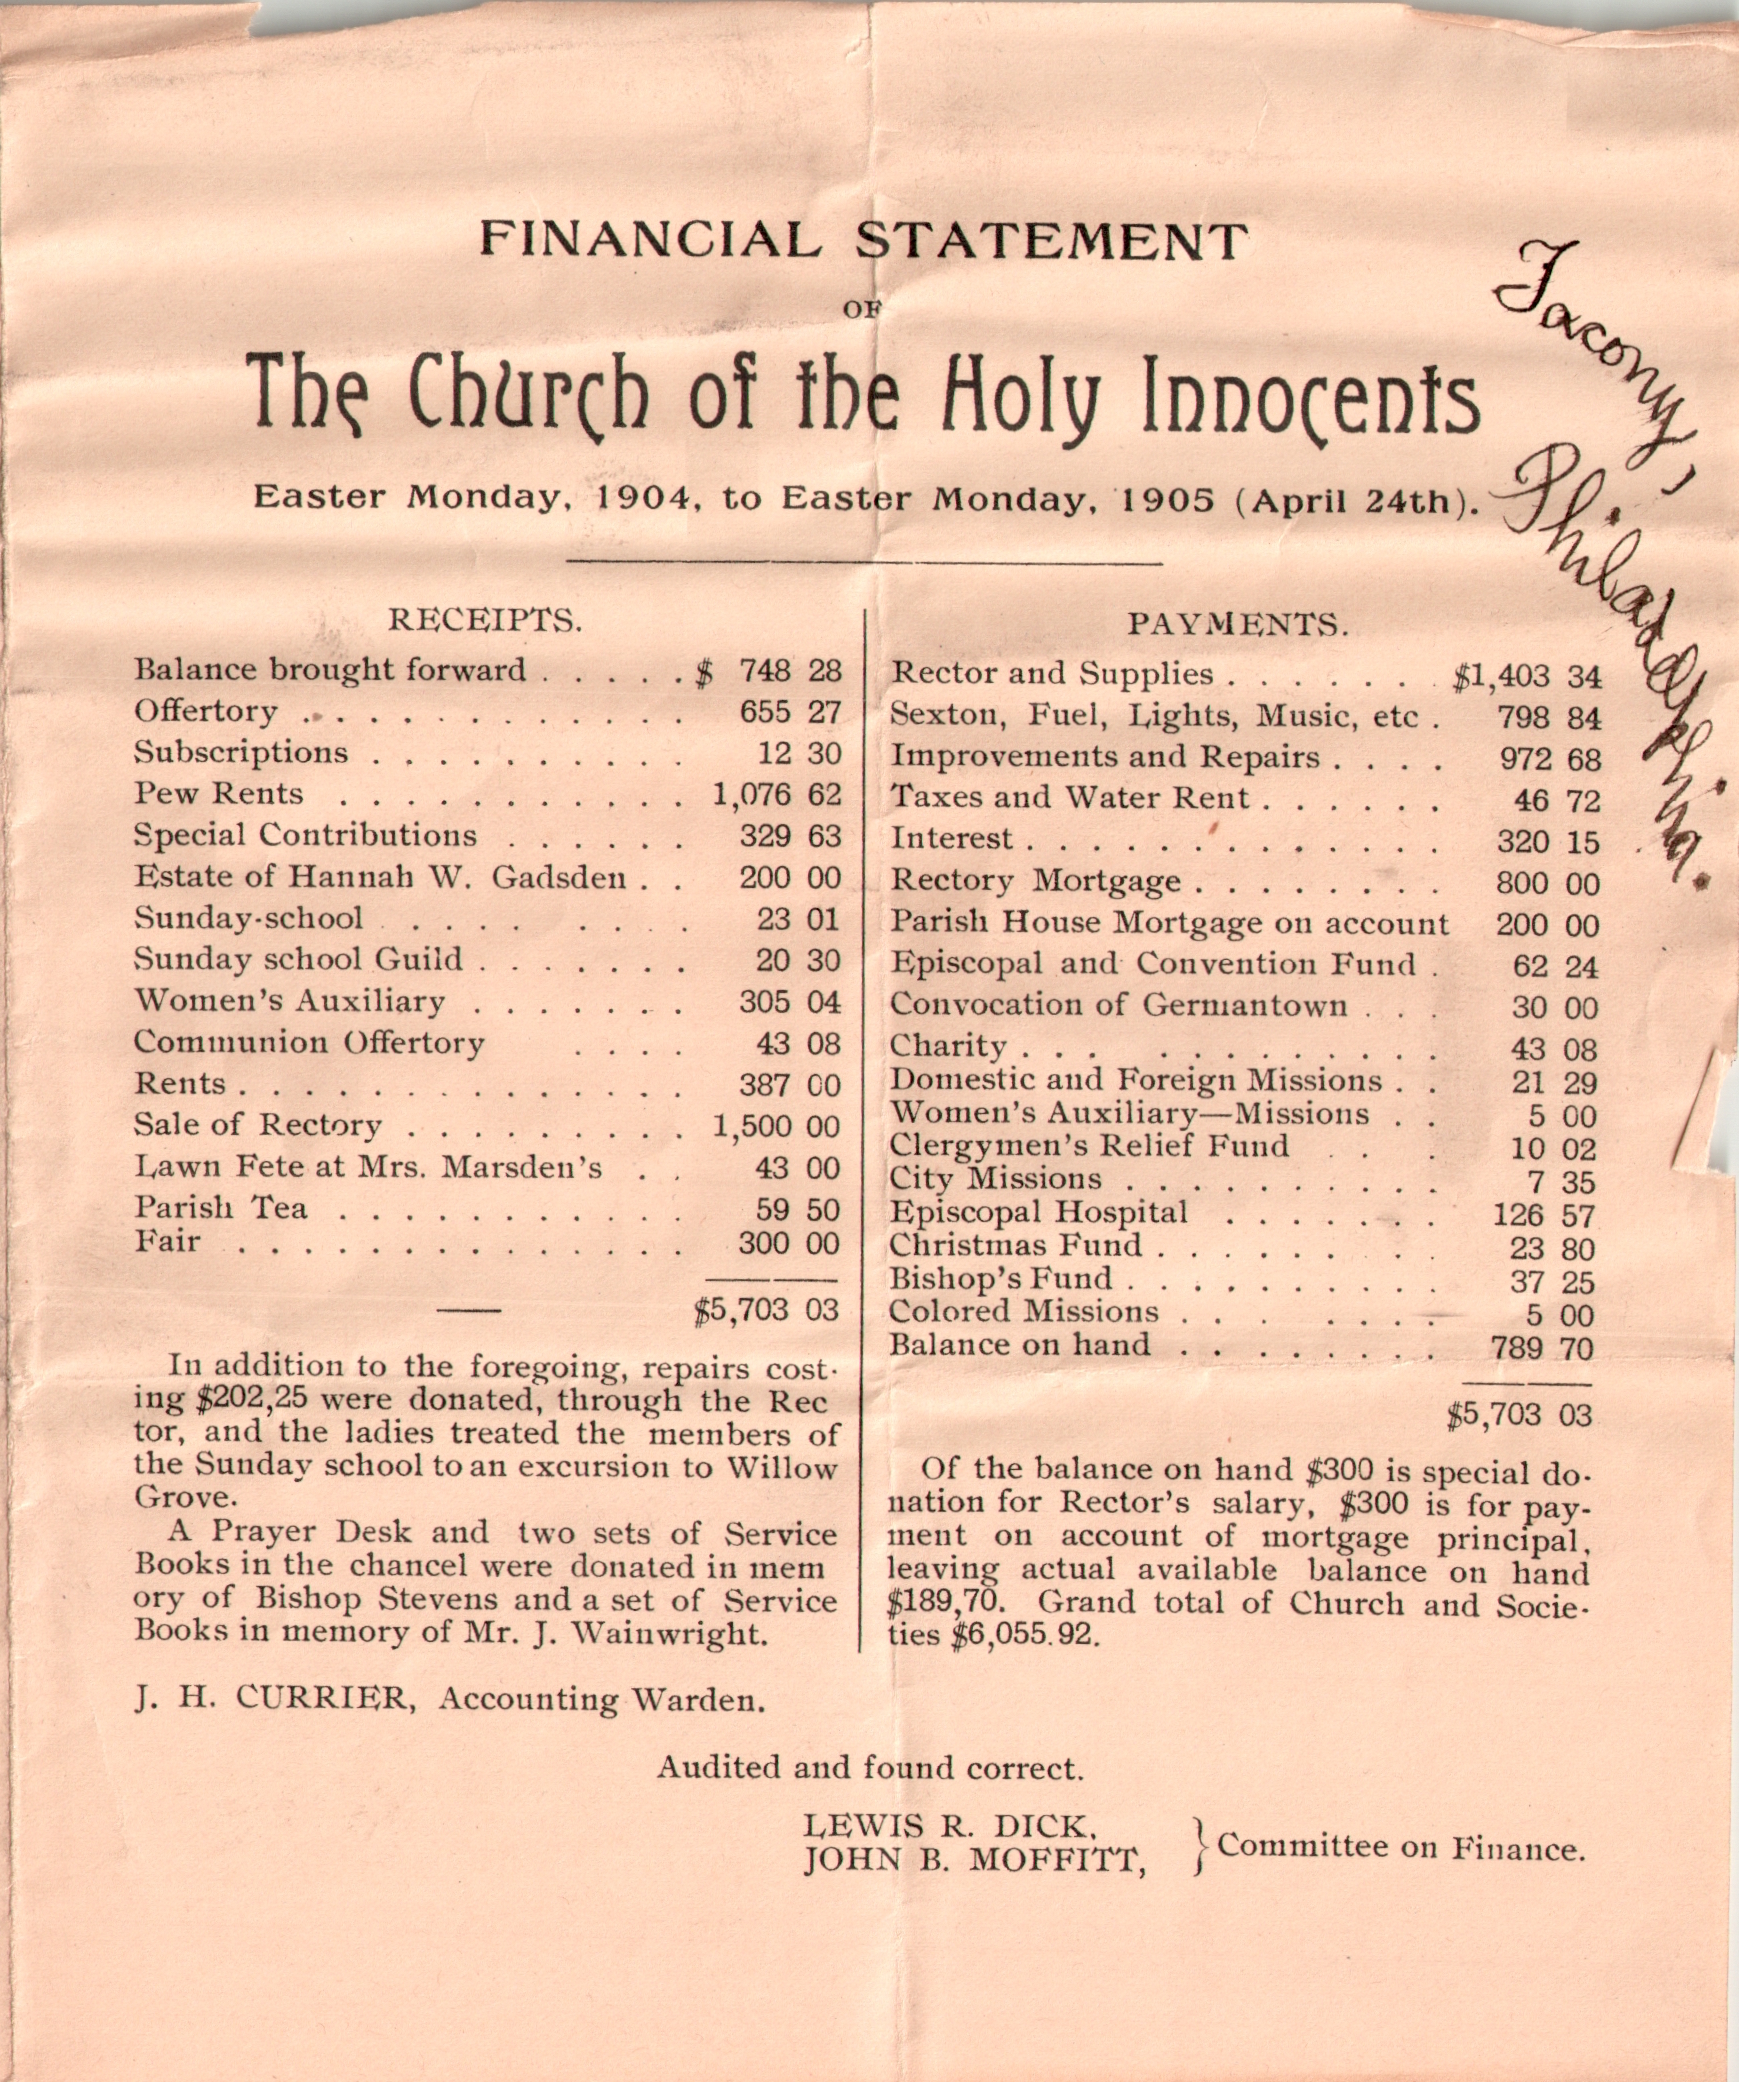 FINANCIAL STATEMENT
OF
The Church of the Holy Innocents
Easter Monday, 1904, to Easter Monday, 1905 (April 24th).
Tacony,
Philadelphia.
RECEIPTS.
Balance brought forward . . . . . $ 748 28
Offertory . . . . . . . . . . . . 655 27
Subscriptions . . . . . . . . . . 12 30
Pew Rents . . . . . . . . . . . 1,076 62
Special Contributions . . . . . . 329 63
Estate of Hannah W. Gadsden . . 200 00
Sunday-school . . . . . . . . 23 01
Sunday school Guild . . . . . . . 20 30
Women's Auxiliary . . . . . . . 305 04
Communion Offertory . . . . 43 08
Rents . . . . . . . . . . . . . . 387 00
Sale of Rectory . . . . . . . . . 1,500 00
Lawn Fete at Mrs. Marsden's . . 43 00
Parish Tea . . . . . . . . . . . 59 50
Fair . . . . . . . . . . . . . . 300 00
$5,703 03
In addition to the foregoing, repairs cost-
ing $202,25 were donated, through the Rec
tor, and the ladies treated the members of
the Sunday school to an excursion to Willow
Grove.
A Prayer Desk and two sets of Service
Books in the chancel were donated in mem
ory of Bishop Stevens and a set of Service
Books in memory of Mr. J. Wainwright.
PAYMENTS.
Rector and Supplies . . . . . . . $1,403 34
Sexton, Fuel, Lights, Music, etc . 798 84
Improvements and Repairs . . . . 972 68
Taxes and Water Rent . . . . . . 46 72
Interest . . . . . . . . . . . . . 320 15
Rectory Mortgage . . . . . . . . 800 00
Parish House Mortgage on account 200 00
Episcopal and Convention Fund . 62 24
Convocation of Germantown . . . 30 00
Charity . . . . . . . . . . . . 43 08
Domestic and Foreign Missions . . 21 29
Women's Auxiliary—Missions . . 5 00
Clergymen's Relief Fund . . . 10 02
City Missions . . . . . . . . . . 7 35
Episcopal Hospital . . . . . . . 126 57
Christmas Fund . . . . . . . . . 23 80
Bishop's Fund . . . . . . . . . . 37 25
Colored Missions . . . . . . . 5 00
Balance on hand . . . . . . . . 789 70
$5,703 03
Of the balance on hand $300 is special do-
nation for Rector's salary, $300 is for pay-
ment on account of mortgage principal,
leaving actual available balance on hand
$189,70. Grand total of Church and Socie-
ties $6,055.92.
J. H. CURRIER, Accounting Warden.
Audited and found correct.
LEWIS R. DICK,
JOHN B. MOFFITT, } Committee on Finance.